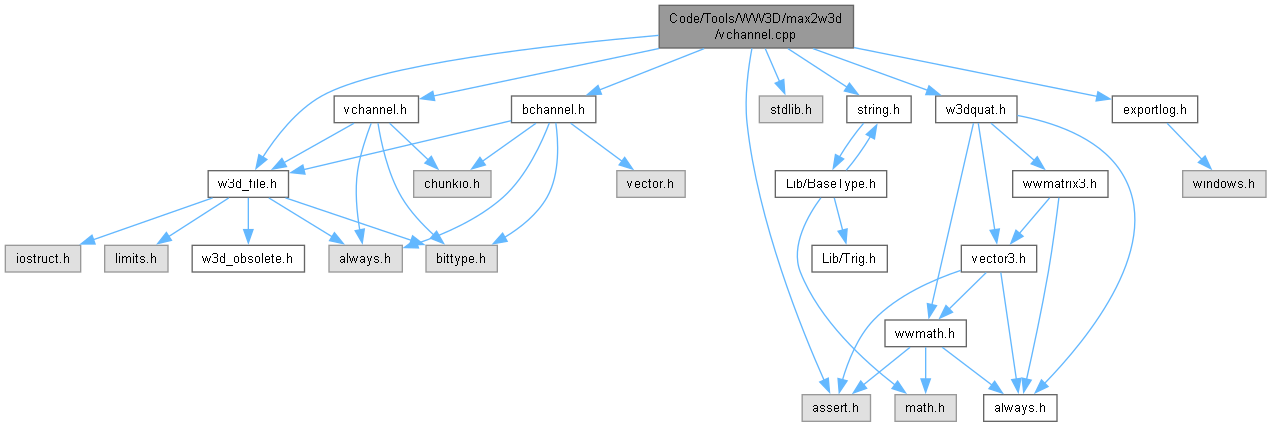 Code/Tools/WW3D/max2w3d
/vchannel.cpp
vchannel.h
bchannel.h
stdlib.h
string.h
w3dquat.h
exportlog.h
w3d_file.h
chunkio.h
vector.h
Lib/BaseType.h
wwmatrix3.h
windows.h
iostruct.h
limits.h
w3d_obsolete.h
always.h
bittype.h
Lib/Trig.h
vector3.h
wwmath.h
assert.h
math.h
always.h